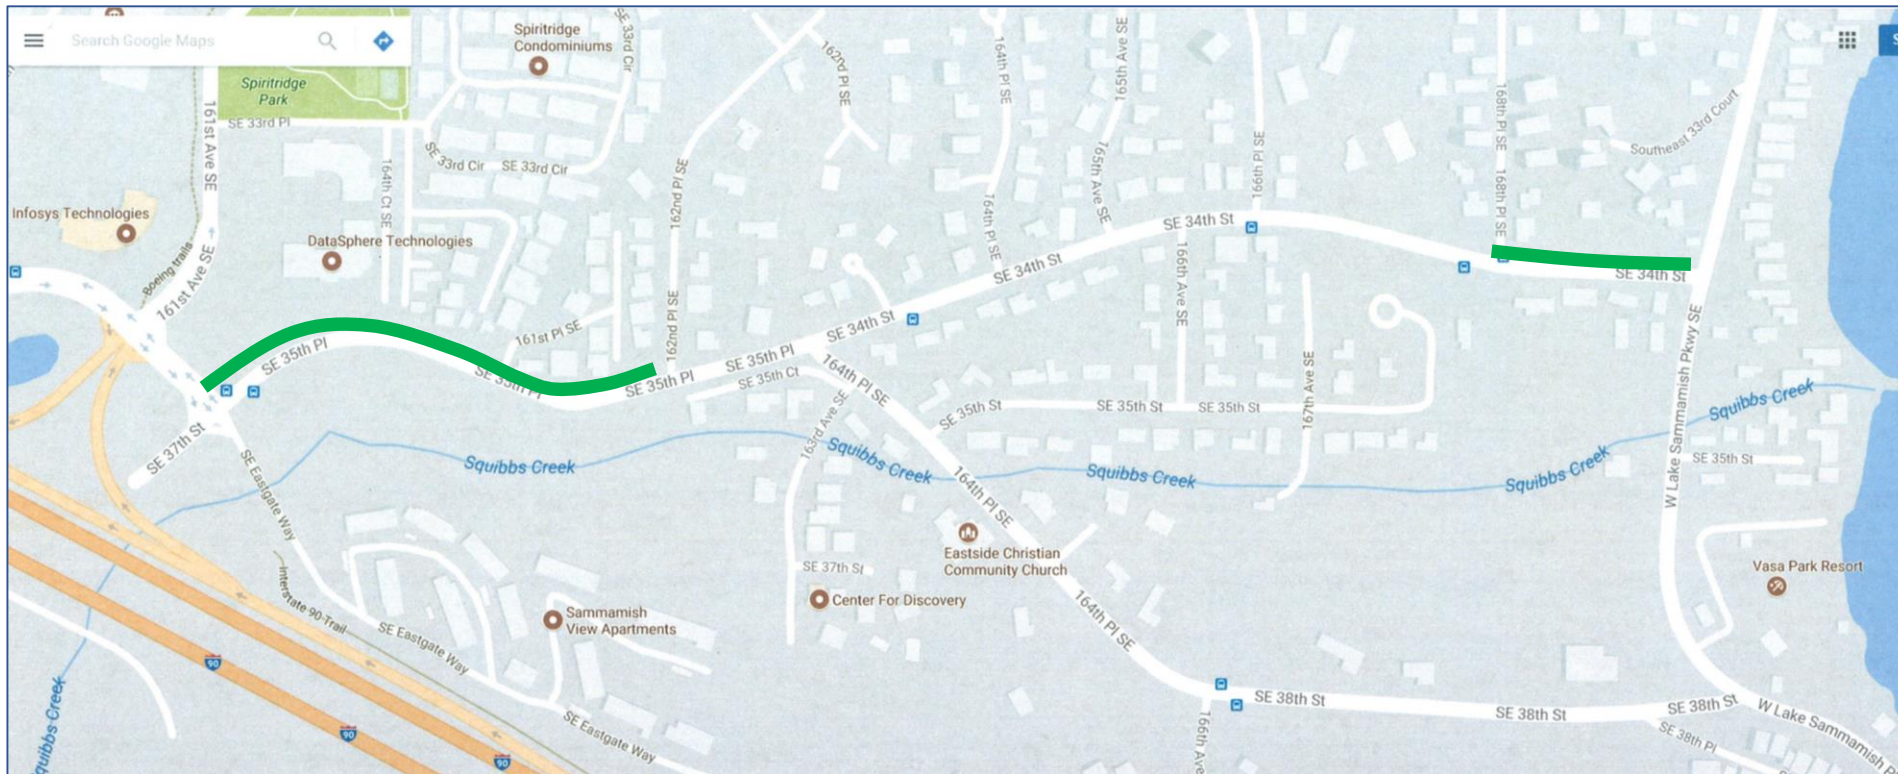 Search Google Maps
S
Spiritridge
Condominiums
SE 33rd Cir
162nd Pl SE
164th Pl SE
165th Ave SE
168th Pl SE
Southeast 33rd Court
Spiritridge
Park
161st Ave SE
SE 33rd Pl
164th Ct SE
SE 33rd Cir
SE 33rd Cir
162nd Pl SE
164th Pl SE
165th Ave SE
166th Pl SE
168th Pl SE
Infosys Technologies
DataSphere Technologies
Boeing trails
161st Ave SE
SE 34th St
SE 34th St
166th Ave SE
SE 34th St
162nd Pl SE
161st Pl SE
SE 34th St
SE 35th Pl
SE 35th Pl
SE 35th Pl
SE 35th Pl
SE 35th Ct
164th Pl SE
167th Ave SE
W Lake Sammamish Pkwy SE
SE 37th St
163rd Ave SE
SE 35th St
SE 35th St
SE 35th St
Squibbs Creek
Squibbs Creek
Squibbs Creek
Squibbs Creek
Squibbs Creek
SE 35th St
SE Eastgate Way
164th Pl SE
Eastside Christian
Community Church
SE 37th St
Center For Discovery
Vasa Park Resort
Interstate 90 Trail
Sammamish
View Apartments
SE Eastgate Way
164th Pl SE
90
90
90
SE Eastgate Way
SE 38th St
SE 38th St
SE 38th St
W Lake Sammamish
SE 38th Pl
166th Ave
quibbs Creek